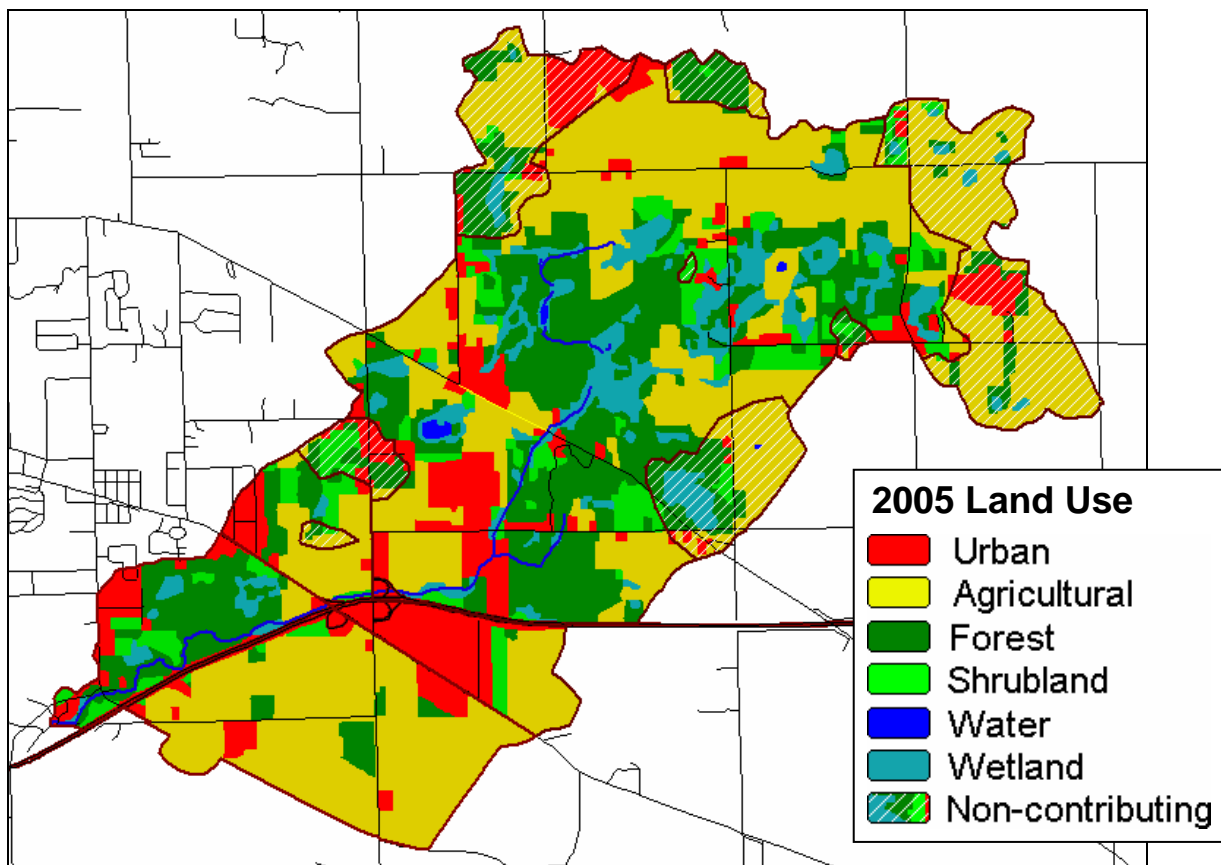 2005 Land Use
Urban
Agricultural
Forest
Shrubland
Water
Wetland
Non-contributing